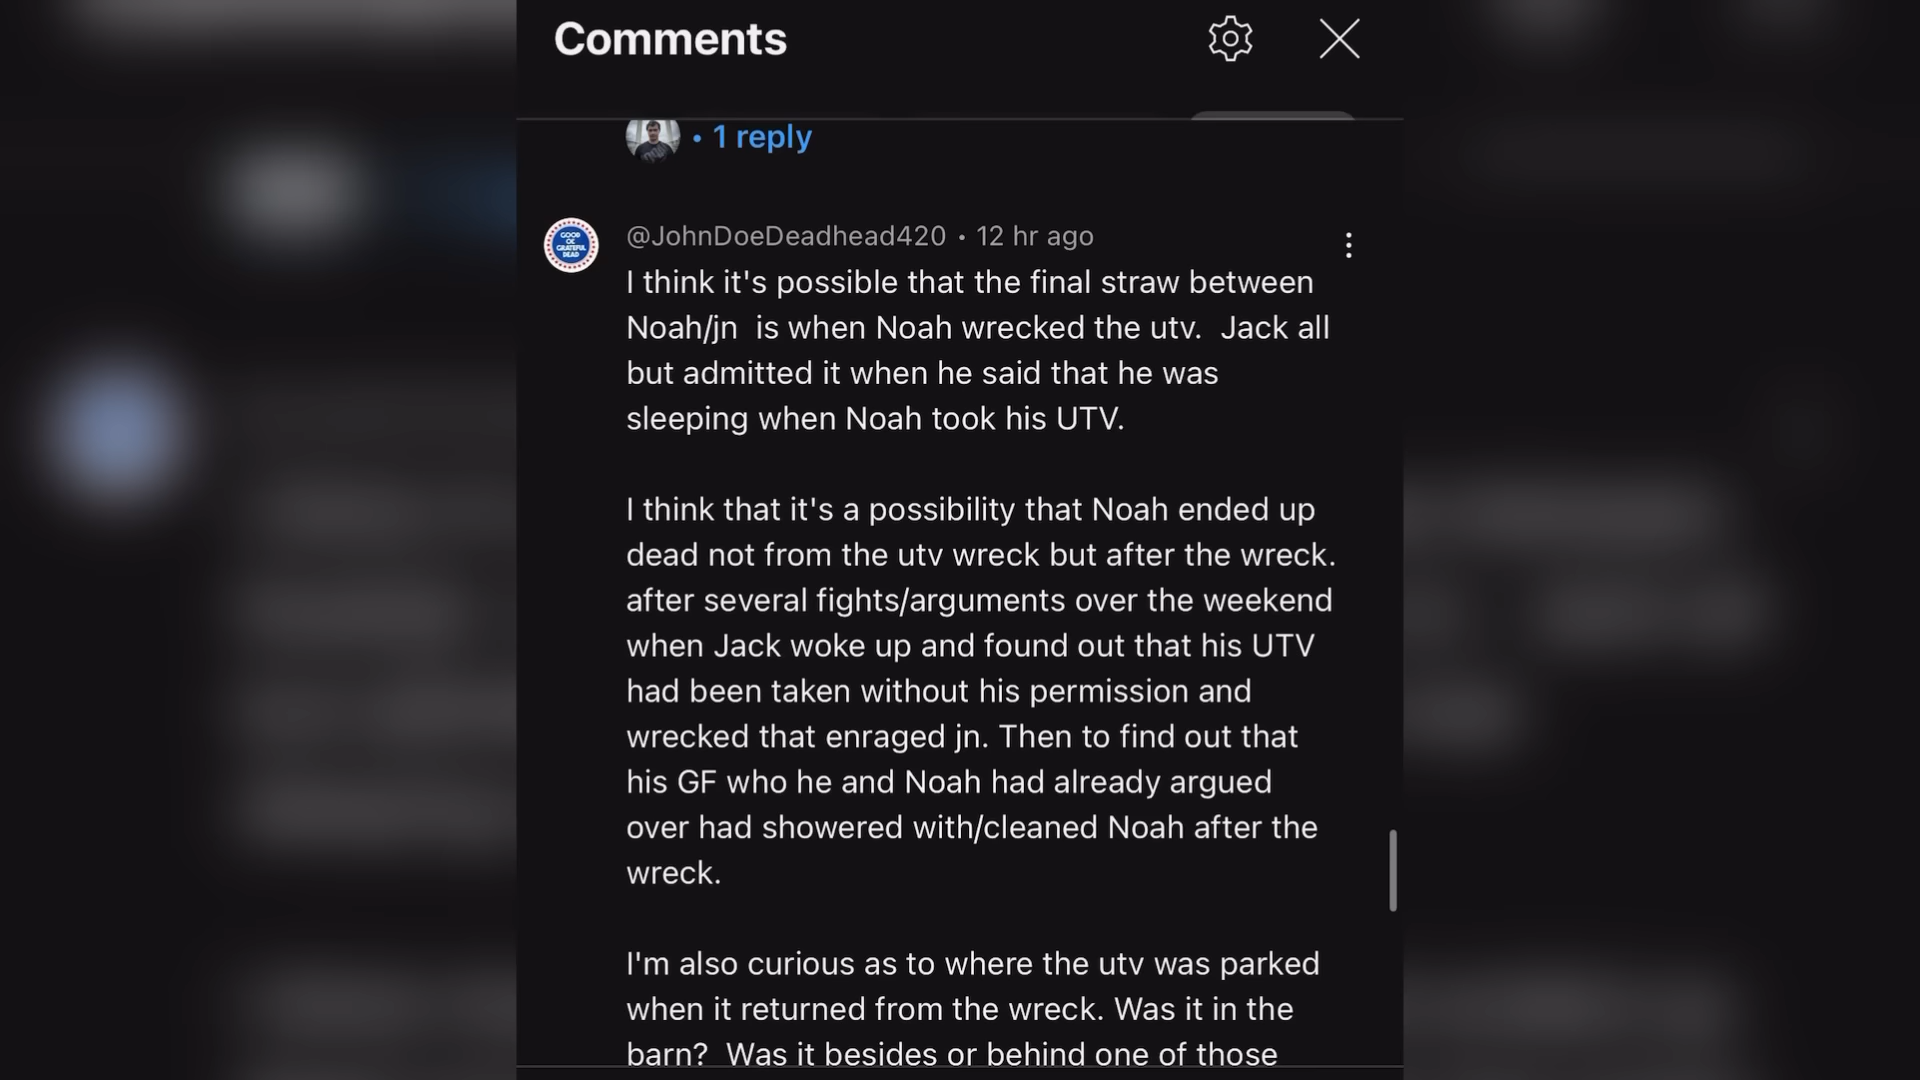 Comments
• 1 reply
@JohnDoeDeadhead420 • 12 hr ago
GOOD
OL'
GRATEFUL
DEAD
I think it's possible that the final straw between
Noah/jn  is when Noah wrecked the utv.  Jack all
but admitted it when he said that he was
sleeping when Noah took his UTV.
I think that it's a possibility that Noah ended up
dead not from the utv wreck but after the wreck.
after several fights/arguments over the weekend
when Jack woke up and found out that his UTV
had been taken without his permission and
wrecked that enraged jn. Then to find out that
his GF who he and Noah had already argued
over had showered with/cleaned Noah after the
wreck.
I'm also curious as to where the utv was parked
when it returned from the wreck. Was it in the
barn?  Was it besides or behind one of those